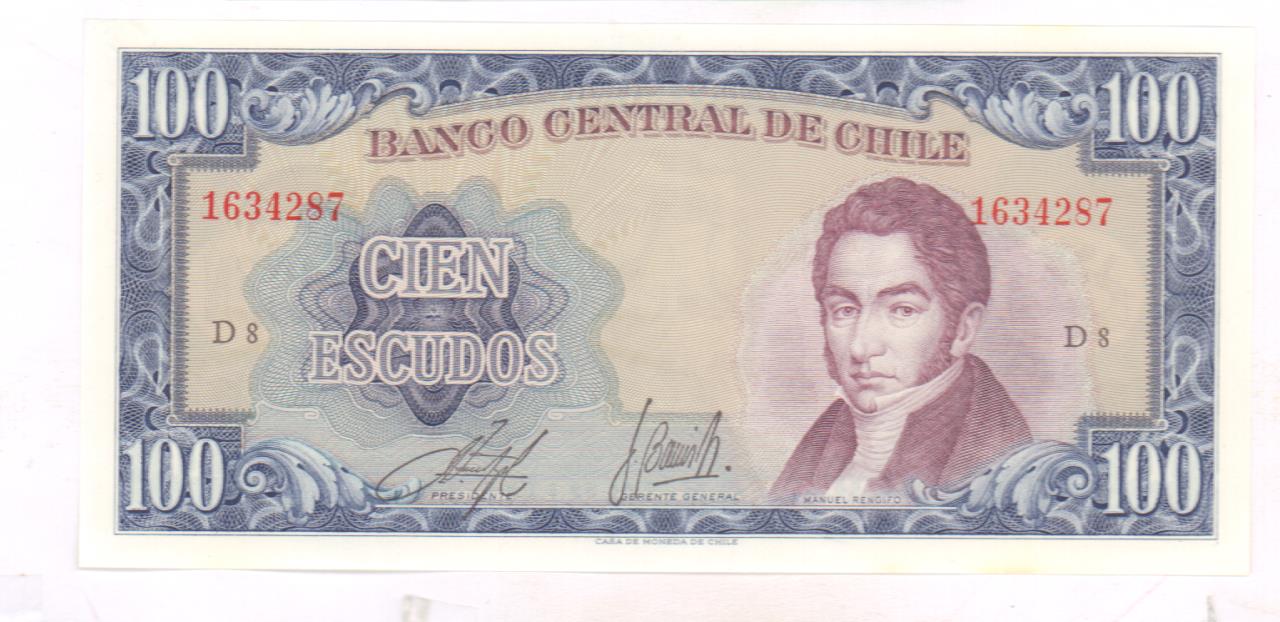 100 100
BANCO CENTRAL DE CHILE
1634287 1634287
CIEN
ESCUDOS
D 8 D 8
PRESIDENTE GERENTE GENERAL MANUEL RENGIFO
100 100
CASA DE MONEDA DE CHILE